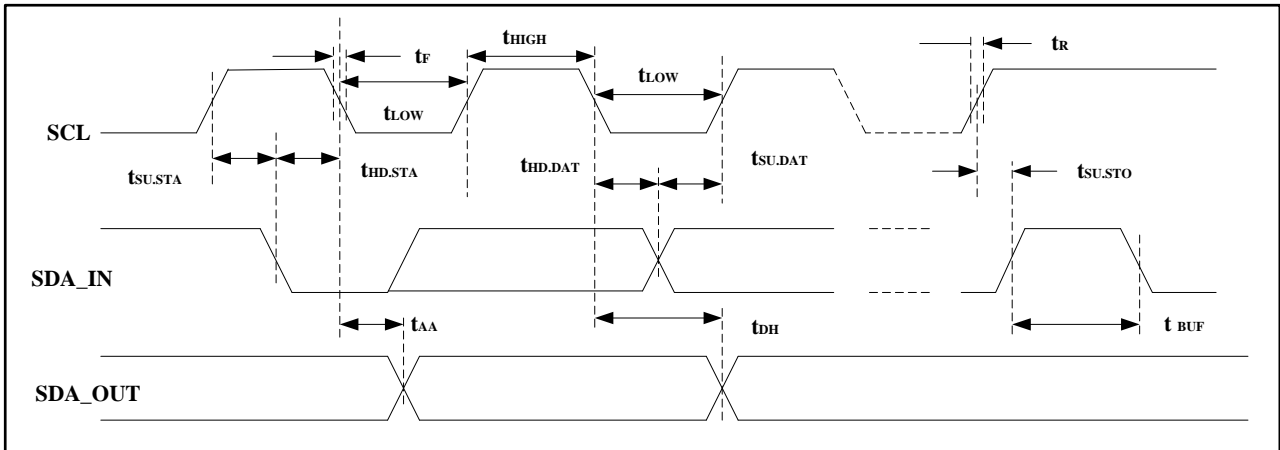 tF
tHIGH
tR
tLOW
tLOW
SCL
tSU.STA
tHD.STA
tHD.DAT
tSU.DAT
tSU.STO
SDA_IN
tAA
tDH
t BUF
SDA_OUT